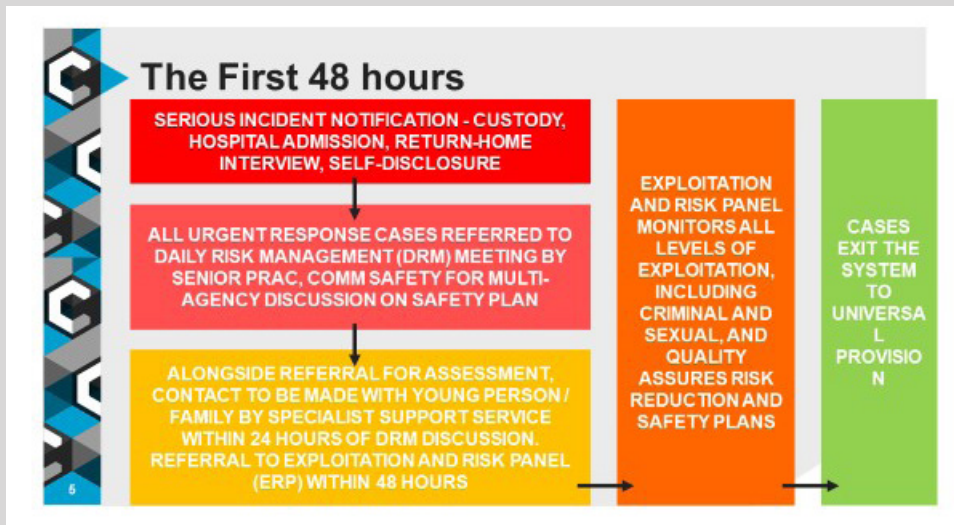 The First 48 hours
SERIOUS INCIDENT NOTIFICATION - CUSTODY,
HOSPITAL ADMISSION, RETURN-HOME
INTERVIEW, SELF-DISCLOSURE
ALL URGENT RESPONSE CASES REFERRED TO
DAILY RISK MANAGEMENT (DRM) MEETING BY
SENIOR PRAC, COMM SAFETY FOR MULTI-
AGENCY DISCUSSION ON SAFETY PLAN
ALONGSIDE REFERRAL FOR ASSESSMENT,
CONTACT TO BE MADE WITH YOUNG PERSON /
FAMILY BY SPECIALIST SUPPORT SERVICE
WITHIN 24 HOURS OF DRM DISCUSSION.
REFERRAL TO EXPLOITATION AND RISK PANEL
(ERP) WITHIN 48 HOURS
EXPLOITATION
AND RISK PANEL
MONITORS ALL
LEVELS OF
EXPLOITATION,
INCLUDING
CRIMINAL AND
SEXUAL, AND
QUALITY
ASSURES RISK
REDUCTION AND
SAFETY PLANS
CASES
EXIT THE
SYSTEM
TO
UNIVERSA
L
PROVISIO
N
5